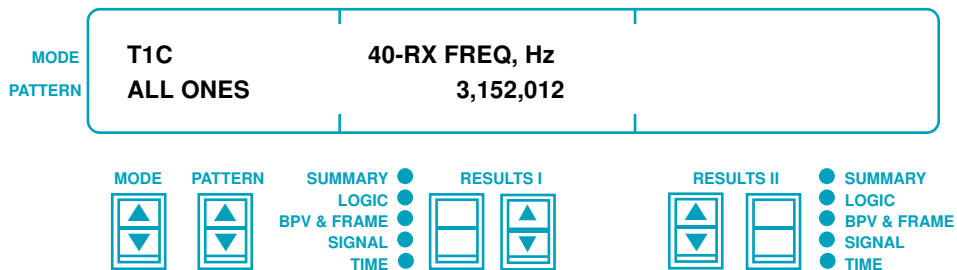 MODE T1C 40-RX FREQ, Hz
PATTERN ALL ONES 3,152,012
MODE PATTERN SUMMARY RESULTS I RESULTS II SUMMARY
LOGIC LOGIC
BPV & FRAME BPV & FRAME
SIGNAL SIGNAL
TIME TIME